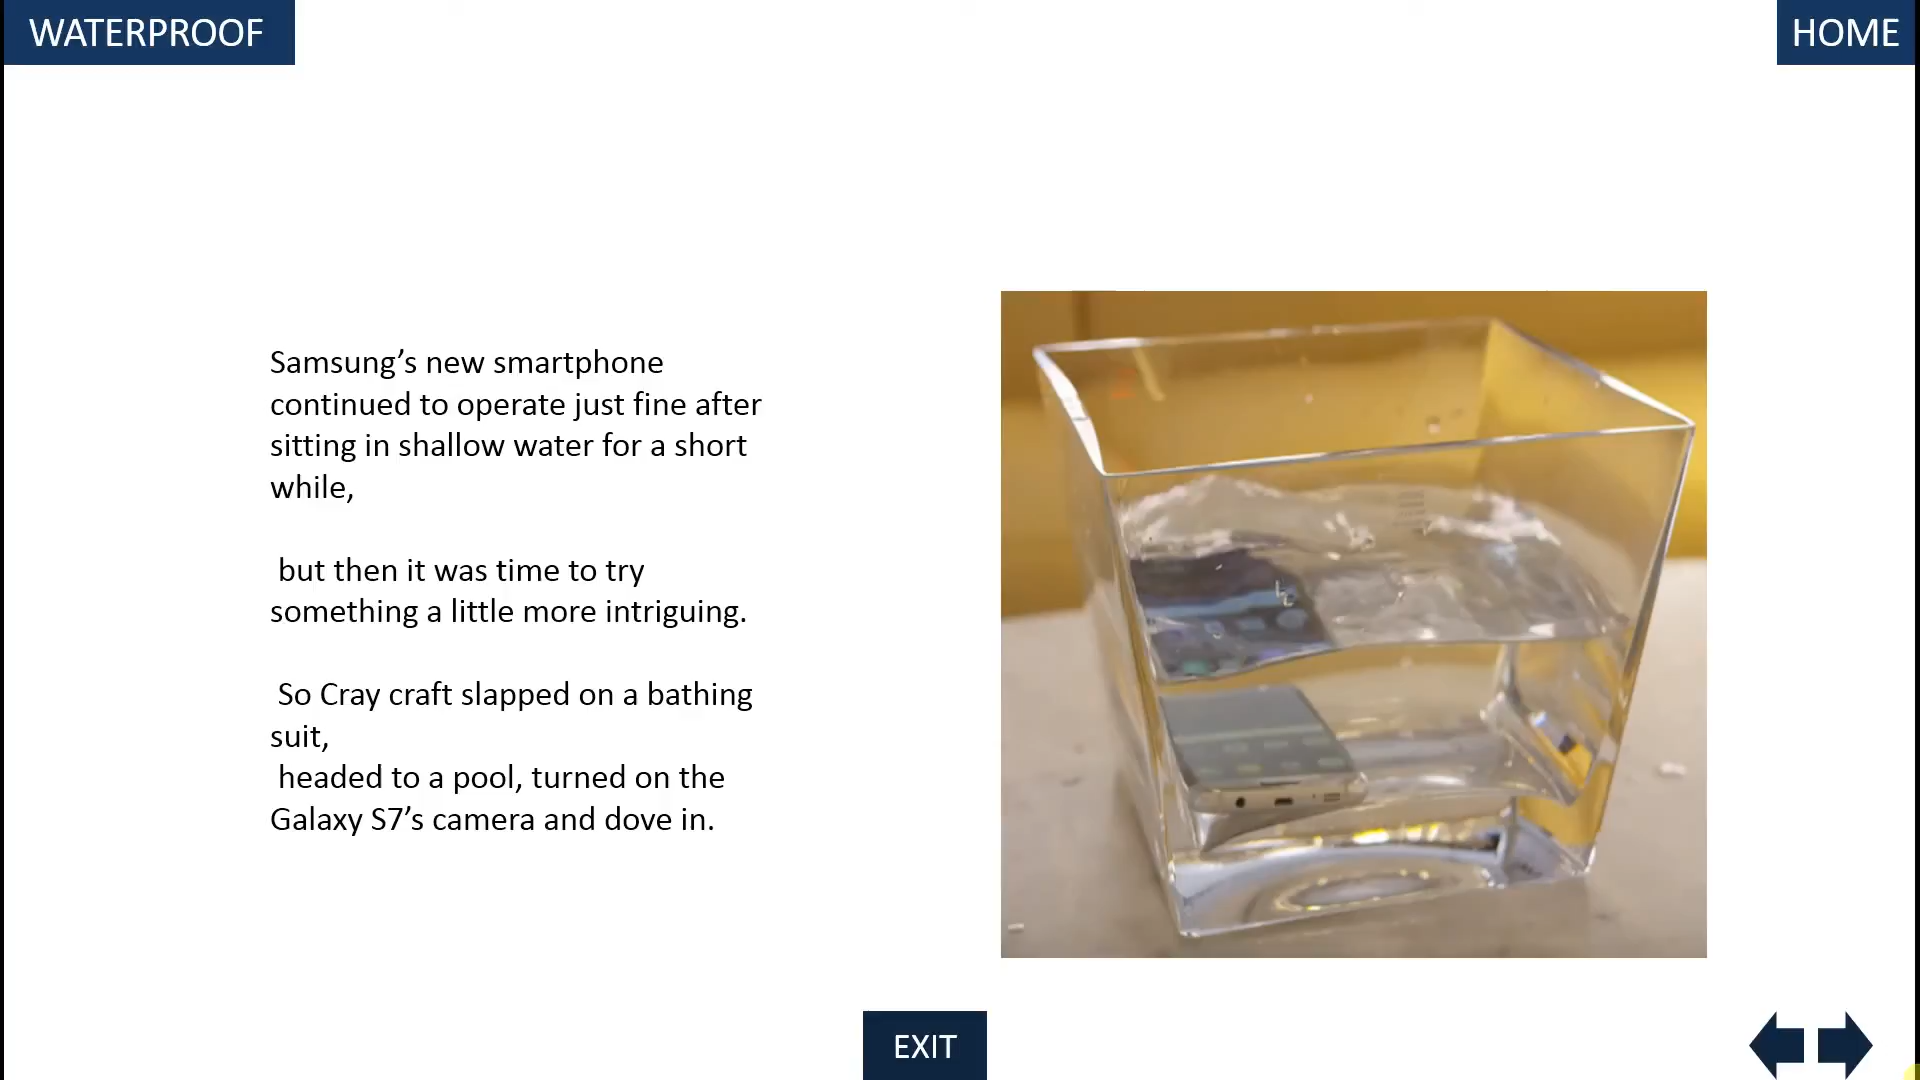 WATERPROOF
HOME
Samsung’s new smartphone
continued to operate just fine after
sitting in shallow water for a short
while,
but then it was time to try
something a little more intriguing.
So Cray craft slapped on a bathing
suit,
headed to a pool, turned on the
Galaxy S7’s camera and dove in.
EXIT